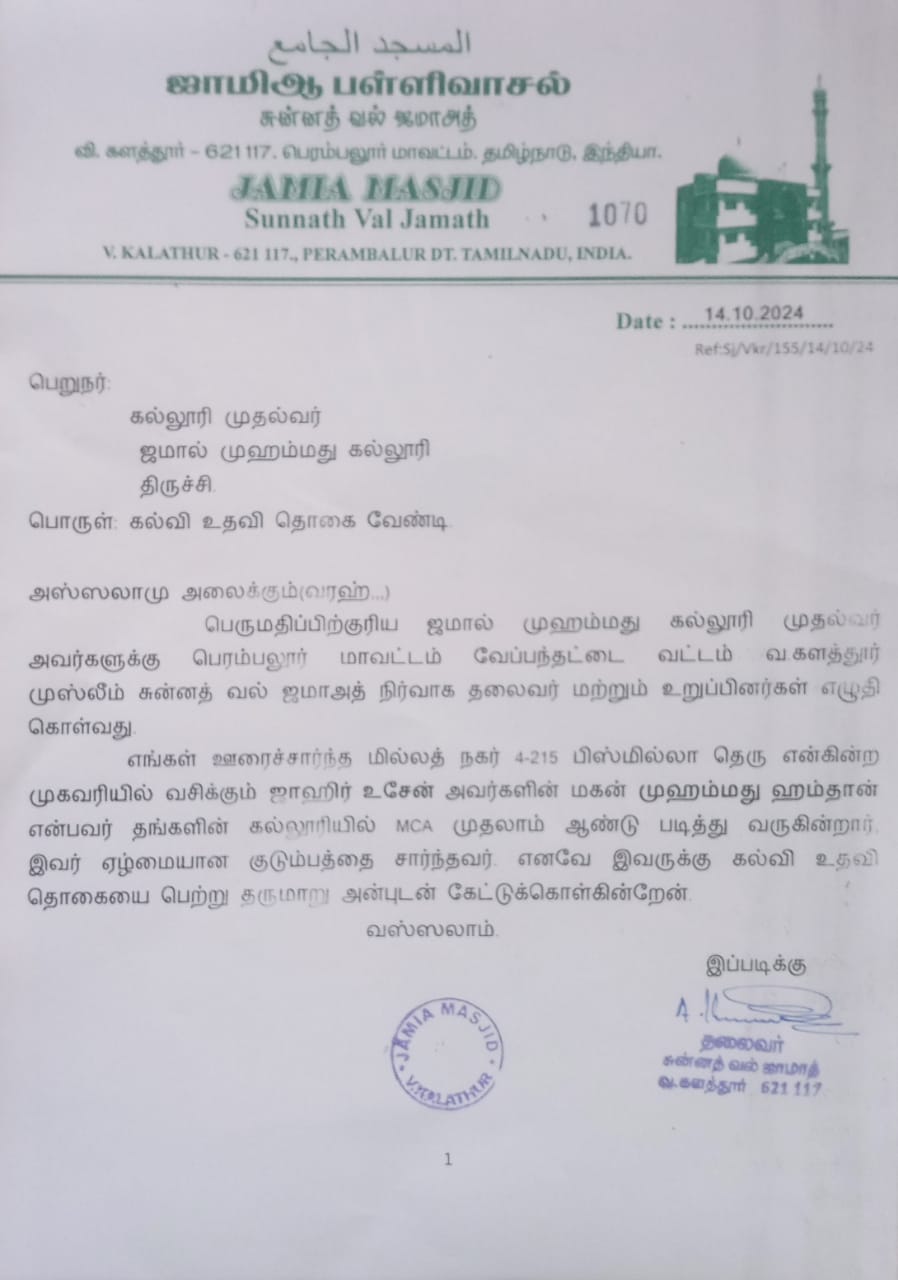 المسجد الجامع
ஜாமிஆ பள்ளிவாசல்
சுன்னத் வல் ஜமாஅத்
வி. களத்தூர் - 621 117. பெரம்பலூர் மாவட்டம். தமிழ்நாடு, இந்தியா.
JAMIA MASJID
Sunnath Val Jamath
1070
V. KALATHUR - 621 117., PERAMBALUR DT. TAMILNADU, INDIA.
Date : 14.10.2024
Ref:Sj/Vkr/155/14/10/24
பெறுநர்:
கல்லூரி முதல்வர்
ஜமால் முஹம்மது கல்லூரி
திருச்சி.
பொருள்: கல்வி உதவி தொகை வேண்டி.
அஸ்ஸலாமு அலைக்கும்(வரஹ்...)
பெருமதிப்பிற்குரிய ஜமால் முஹம்மது கல்லூரி முதல்வர்
அவர்களுக்கு பெரம்பலூர் மாவட்டம் வேப்பந்தட்டை வட்டம் வ.களத்தூர்
முஸ்லீம் சுன்னத் வல் ஜமாஅத் நிர்வாக தலைவர் மற்றும் உறுப்பினர்கள் எழுதி
கொள்வது.
எங்கள் ஊரைச்சார்ந்த மில்லத் நகர் 4-215 பிஸ்மில்லா தெரு என்கின்ற
முகவரியில் வசிக்கும் ஜாஹிர் உசேன் அவர்களின் மகன் முஹம்மது ஹம்தான்
என்பவர் தங்களின் கல்லூரியில் MCA முதலாம் ஆண்டு படித்து வருகின்றார்.
இவர் ஏழ்மையான குடும்பத்தை சார்ந்தவர். எனவே இவருக்கு கல்வி உதவி
தொகையை பெற்று தருமாறு அன்புடன் கேட்டுக்கொள்கின்றேன்.
வஸ்ஸலாம்.
இப்படிக்கு
தலைவர்
சுன்னத் வல் ஜாமாத்
வ.களத்தூர் 621 117
JAMIA MASJID
V.KALATHUR
1